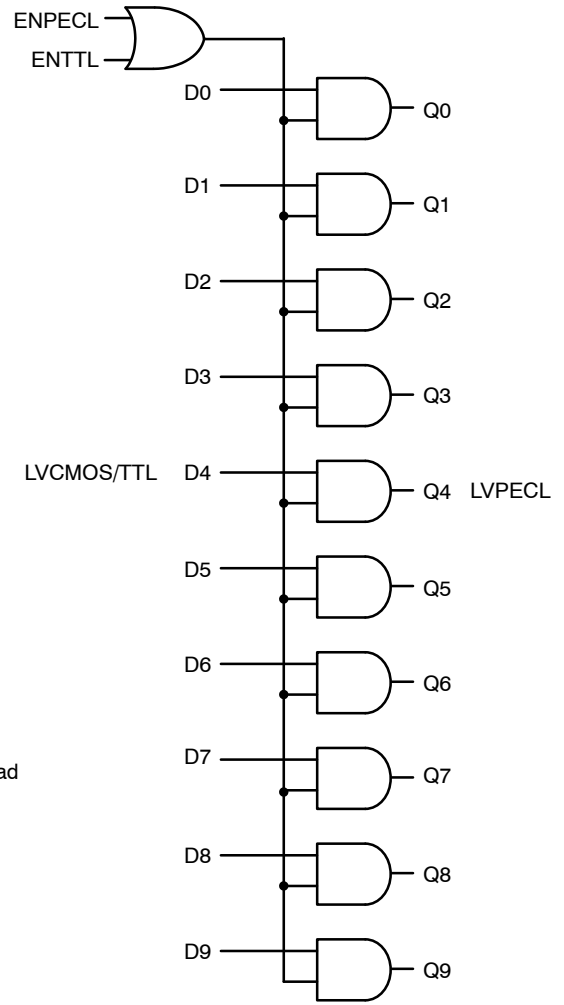 ENPECL
ENTTL
D0
Q0
D1
Q1
D2
Q2
D3
Q3
LVCMOS/TTL D4
Q4 LVPECL
D5
Q5
D6
Q6
D7
ad
Q7
D8
Q8
D9
Q9